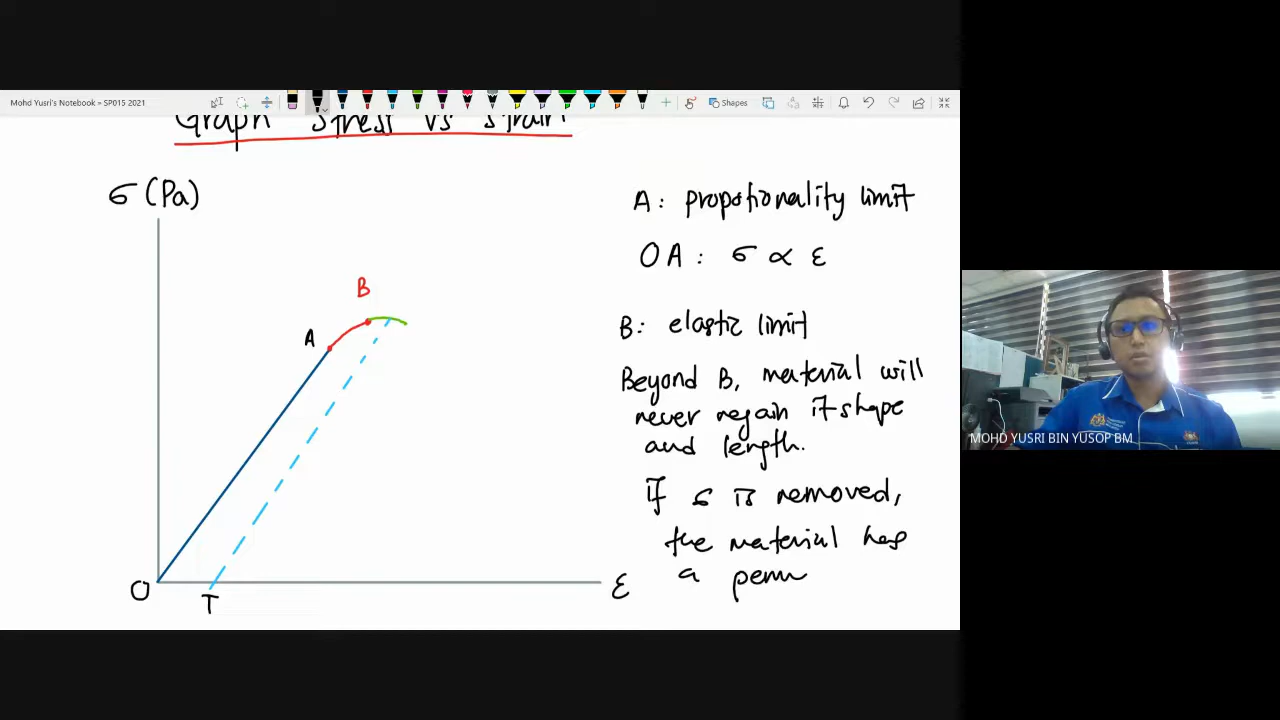 Mohd Yusri's Notebook » SP015 2021
Shapes
Graph Stress vs Strain
σ (Pa)
A: propotionality limit
OA: σ ∝ ε
B
A
B: elastic limit
Beyond B, material will
never regain it shape
and length.
If σ is removed,
the material has
a perm
O
T
ε
MOHD YUSRI BIN YUSOP BM